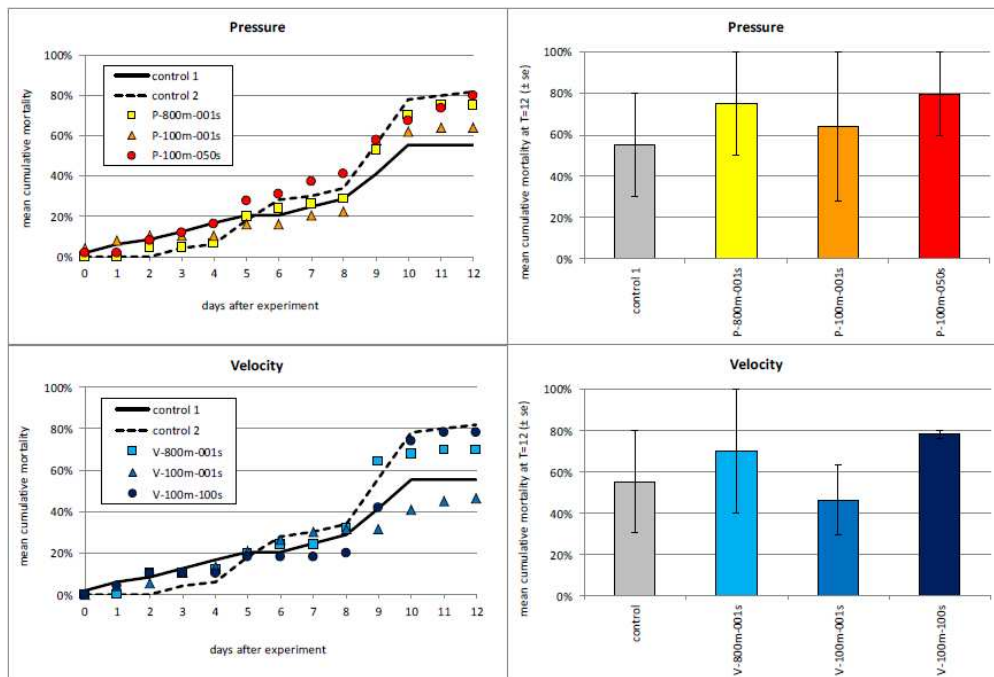 Pressure
mean cumulative mortality
100%
80%
60%
40%
20%
0%
control 1
control 2
P-800m-001s
P-100m-001s
P-100m-050s
0 1 2 3 4 5 6 7 8 9 10 11 12
days after experiment
Pressure
mean cumulative mortality at T=12 (± se)
100%
80%
60%
40%
20%
0%
control 1
P-800m-001s
P-100m-001s
P-100m-050s
Velocity
mean cumulative mortality
100%
80%
60%
40%
20%
0%
control 1
control 2
V-800m-001s
V-100m-001s
V-100m-100s
0 1 2 3 4 5 6 7 8 9 10 11 12
days after experiment
Velocity
mean cumulative mortality at T=12 (± se)
100%
80%
60%
40%
20%
0%
control
V-800m-001s
V-100m-001s
V-100m-100s